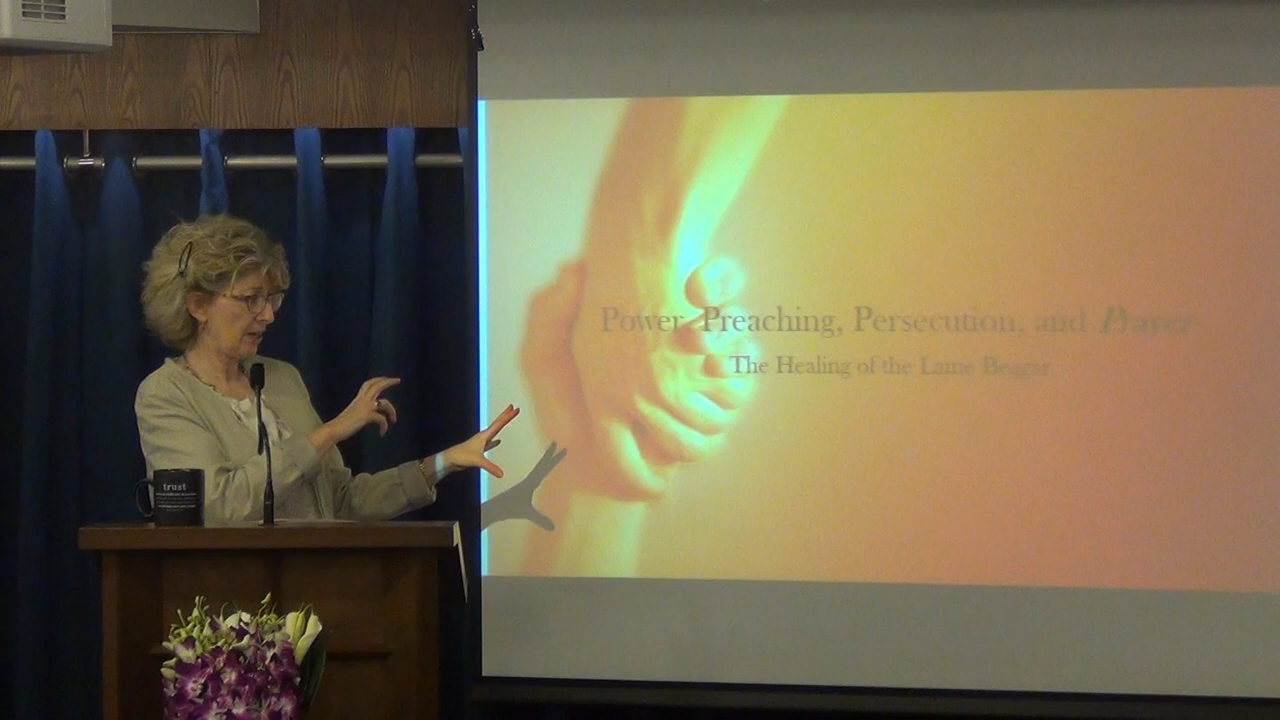 trust
Power, Preaching, Persecution, and Prayer
The Healing of the Lame Beggar